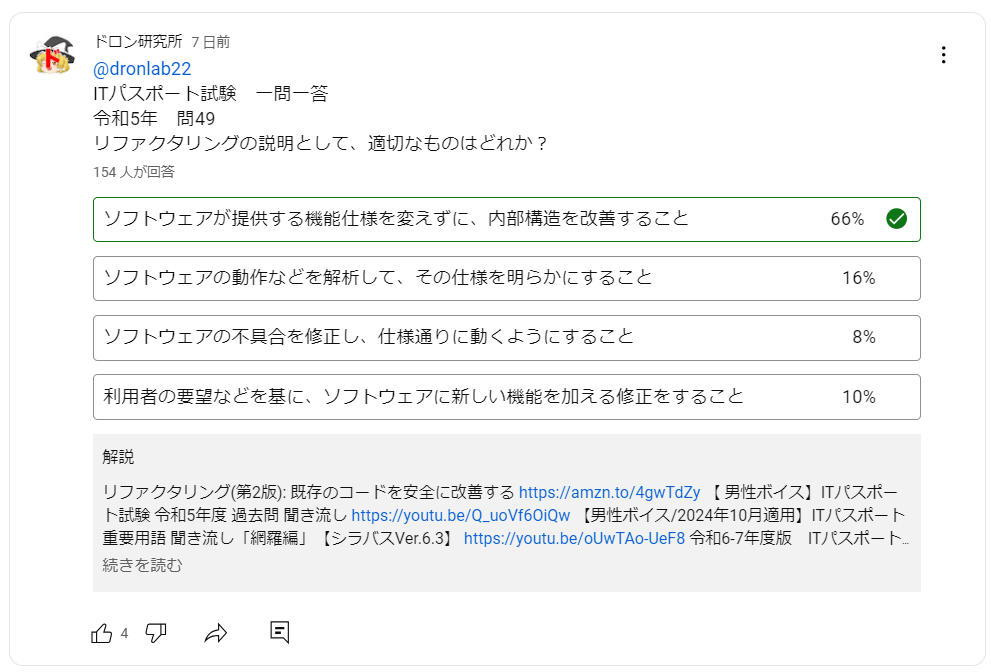 ドロン研究所 7 日前
@dronlab22
ITパスポート試験　一問一答
令和5年　問49
リファクタリングの説明として、適切なものはどれか？
154 人が回答
ソフトウェアが提供する機能仕様を変えずに、内部構造を改善すること 66%
ソフトウェアの動作などを解析して、その仕様を明らかにすること 16%
ソフトウェアの不具合を修正し、仕様通りに動くようにすること 8%
利用者の要望などを基に、ソフトウェアに新しい機能を加える修正をすること 10%
解説
リファクタリング(第2版): 既存のコードを安全に改善する https://amzn.to/4gwTdZy 【 男性ボイス】ITパスポー
ト試験 令和5年度 過去問 聞き流し https://youtu.be/Q_uoVf6OiQw 【男性ボイス/2024年10月適用】ITパスポート
重要用語 聞き流し「網羅編」【シラバスVer.6.3】 https://youtu.be/oUwTAo-UeF8 令和6-7年度版　ITパスポート...
続きを読む
4